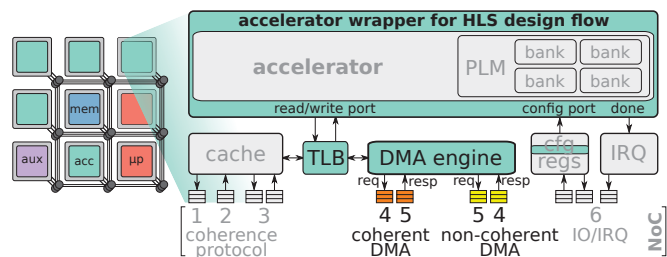 accelerator wrapper for HLS design flow
accelerator
PLM
bank bank
bank bank
read/write port
config port
done
mem
aux
acc
μp
cache
TLB
DMA engine
cfg
regs
IRQ
req
resp
req
resp
1 2 3
4 5
5 4
6
coherence
protocol
coherent
DMA
non-coherent
DMA
IO/IRQ
NoC